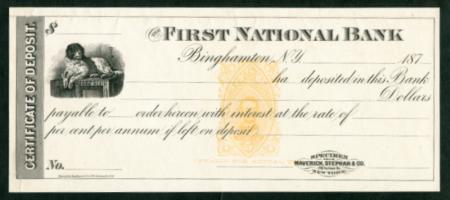 CERTIFICATE OF DEPOSIT.
$
The FIRST NATIONAL BANK
Binghamton, N.Y. 187
ha deposited in this Bank
Dollars
payable to order hereon, with interest at the rate of
per cent per annum if left on deposit
No.
SPECIMEN
MAVERICK, STEPHAN & CO.
NEW YORK